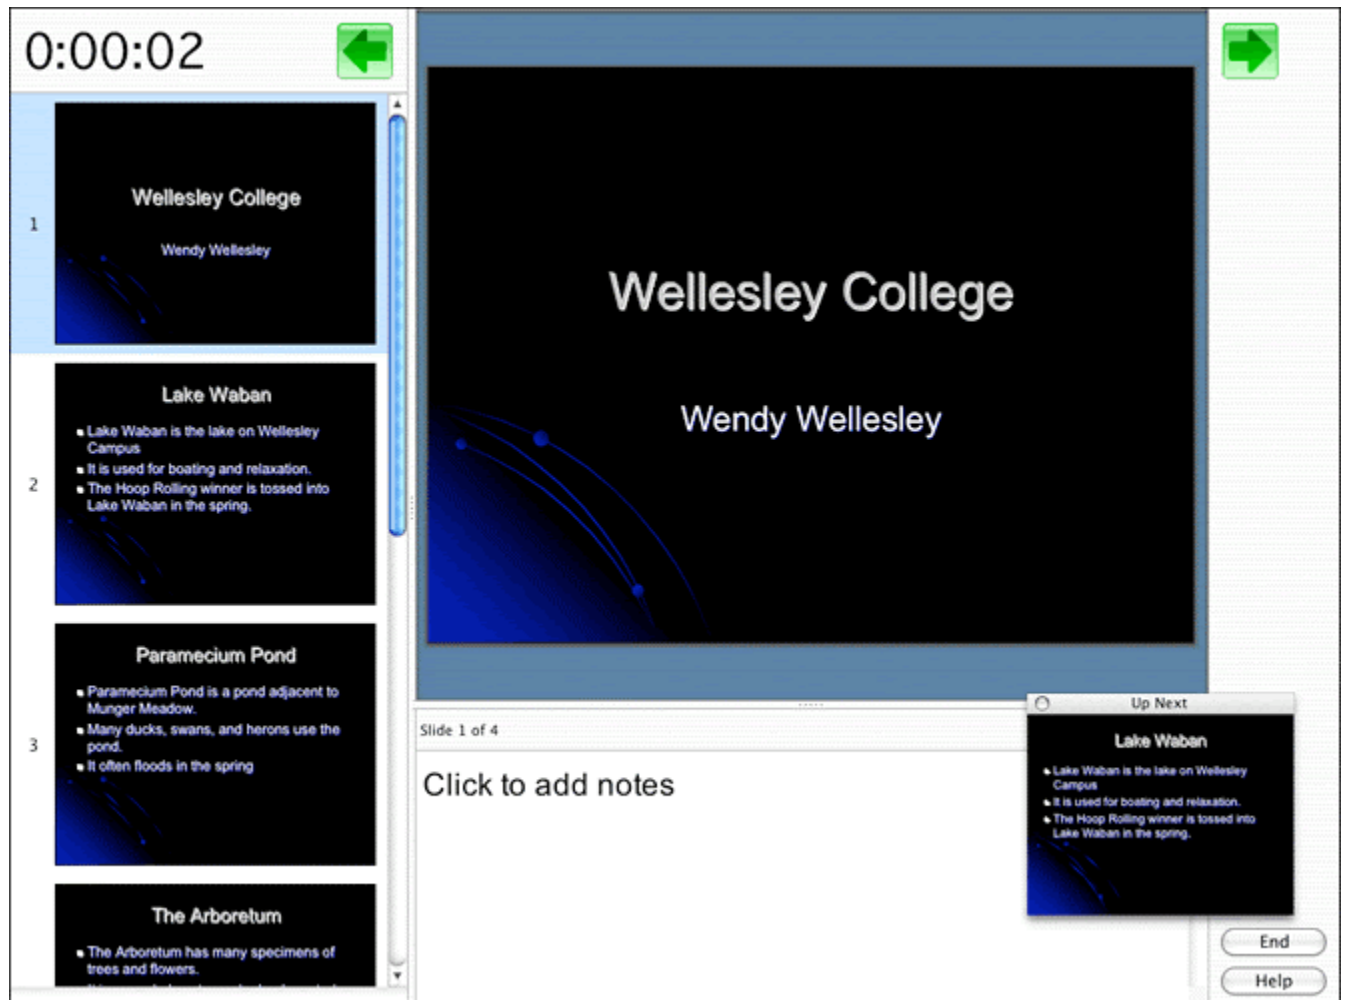 0:00:02
1
Wellesley College
Wendy Wellesley
2
Lake Waban
Lake Waban is the lake on Wellesley
Campus
It is used for boating and relaxation.
The Hoop Rolling winner is tossed into
Lake Waban in the spring.
3
Paramecium Pond
Paramecium Pond is a pond adjacent to
Munger Meadow.
Many ducks, swans, and herons use the
pond.
It often floods in the spring
The Arboretum
The Arboretum has many specimens of
trees and flowers.
Wellesley College
Wendy Wellesley
Slide 1 of 4
Click to add notes
Up Next
Lake Waban
Lake Waban is the lake on Wellesley
Campus
It is used for boating and relaxation.
The Hoop Rolling winner is tossed into
Lake Waban in the spring.
End
Help